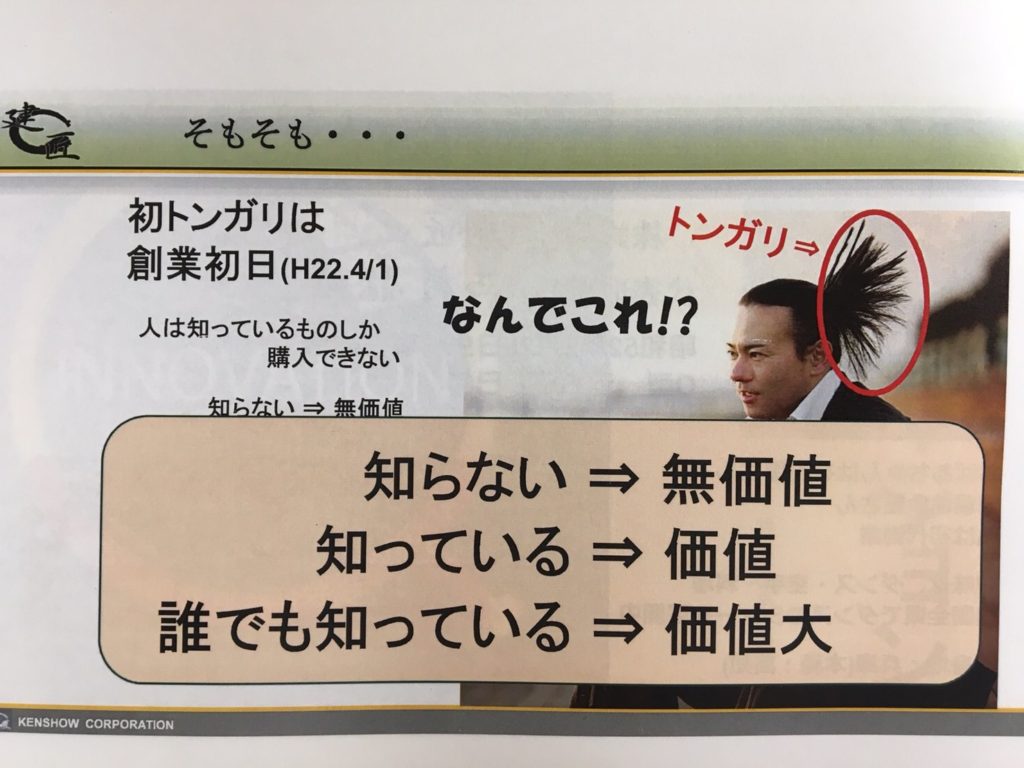 建匠
そもそも・・・
初トンガリは
創業初日(H22.4/1)
人は知っているものしか
購入できない
知らない ⇒ 無価値
トンガリ⇒
なんでこれ!?
知らない ⇒ 無価値
知っている ⇒ 価値
誰でも知っている ⇒ 価値大
KENSHOW CORPORATION